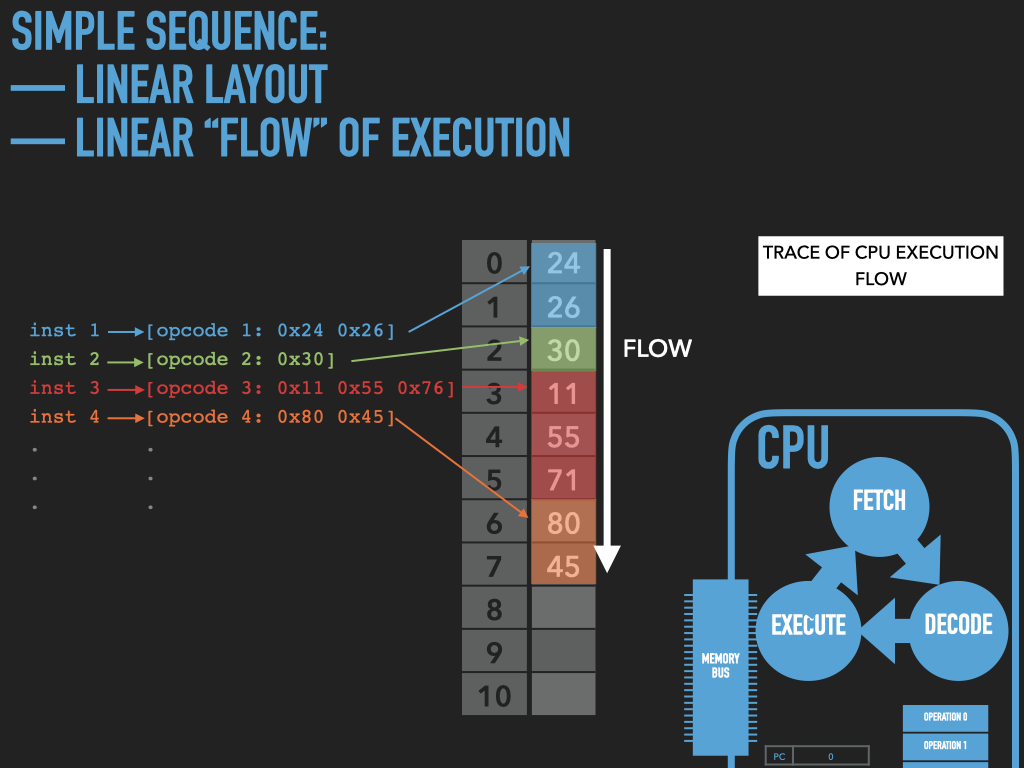 SIMPLE SEQUENCE:
— LINEAR LAYOUT
— LINEAR “FLOW” OF EXECUTION
TRACE OF CPU EXECUTION
FLOW
inst 1
[opcode 1: 0x24 0x26]
inst 2
[opcode 2: 0x30]
inst 3
[opcode 3: 0x11 0x55 0x76]
inst 4
[opcode 4: 0x80 0x45]
. .
. .
. .
0 24
1 26
2 30
3 11
4 55
5 71
6 80
7 45
8
9
10
FLOW
CPU
FETCH
EXECUTE
DECODE
MEMORY
BUS
OPERATION 0
OPERATION 1
PC 0